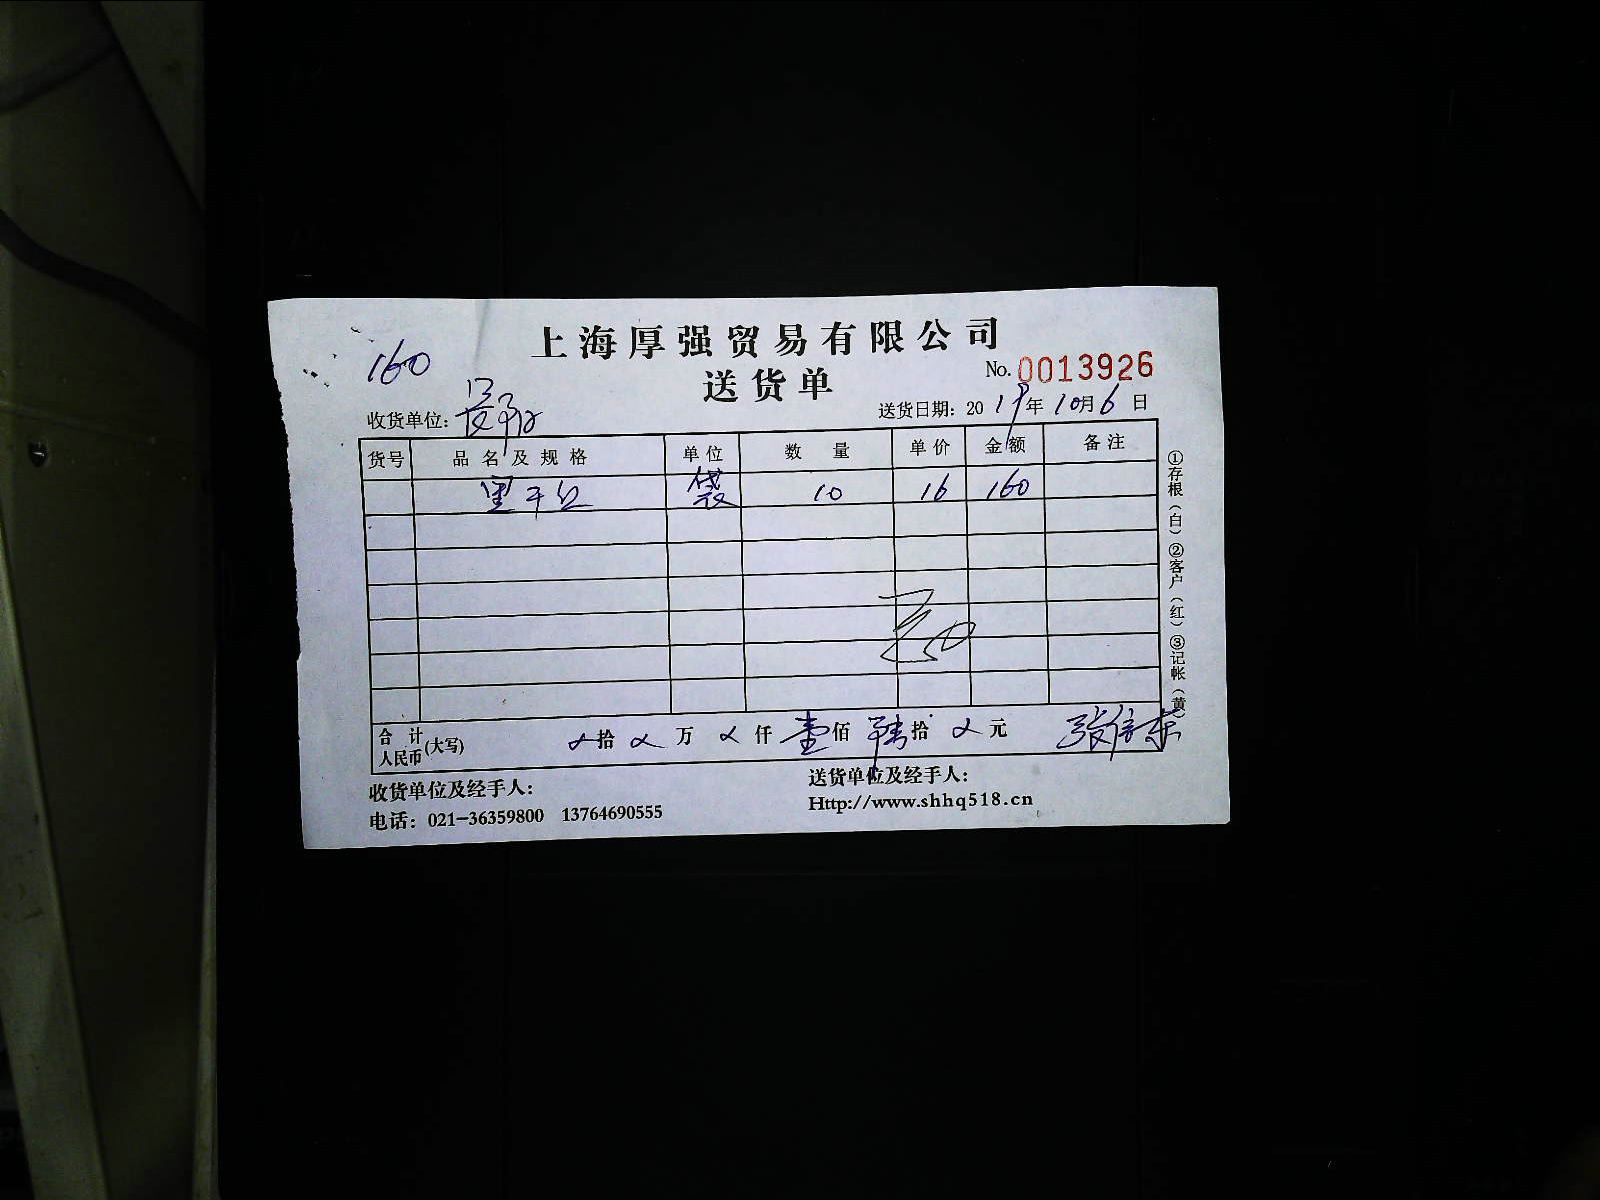 上海厚强贸易有限公司
送货单
No. 0013926
160
收货单位：
送货日期：2019年10月6日
货号 品名及规格 单位 数量 单价 金额 备注
袋 10 16 160
合计人民币(大写) 拾 万 仟 壹佰 陆拾 元
收货单位及经手人：
送货单位及经手人：
电话：021-36359800 13764690555
Http://www.shhq518.cn
①存根（白）②客户（红）③记帐（黄）